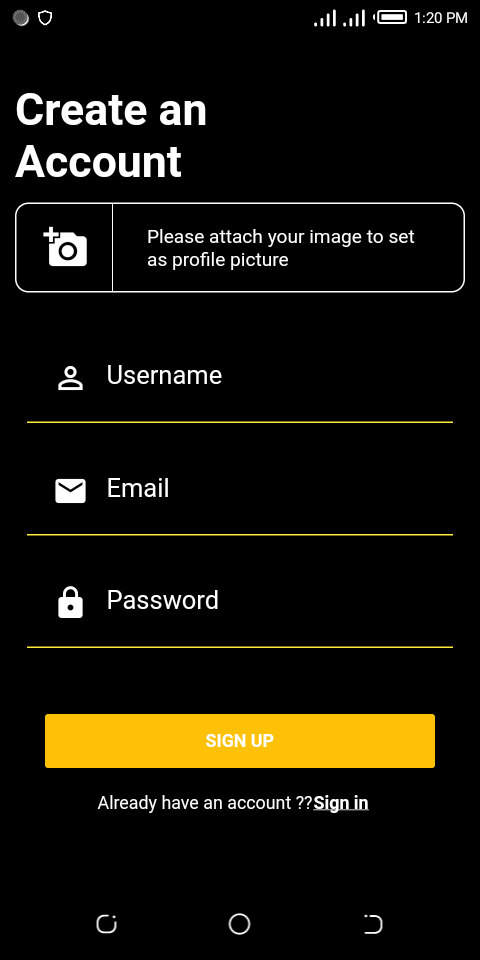 1:20 PM
Create an
Account
Please attach your image to set
as profile picture
Username
Email
Password
SIGN UP
Already have an account ??Sign in